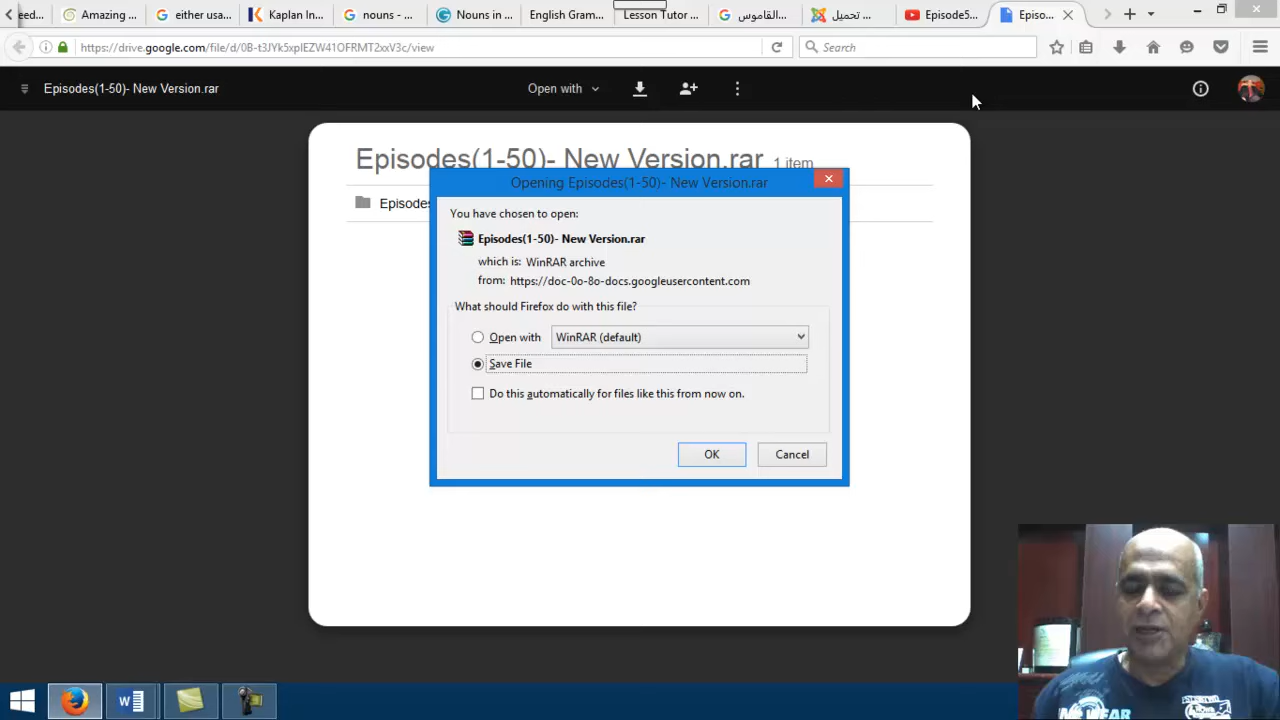 eed...
Amazing ...
either usa...
Kaplan In...
nouns - ...
Nouns in ...
English Gram...
Lesson Tutor ...
القاموس...
تحميل ...
Episode5...
Episo...
https://drive.google.com/file/d/0B-t3JYk5xplEZW41OFRMT2xxV3c/view
Search
Episodes(1-50)- New Version.rar
Open with
Episodes(1-50)- New Version.rar 1 item
Episodes
Opening Episodes(1-50)- New Version.rar
You have chosen to open:
Episodes(1-50)- New Version.rar
which is: WinRAR archive
from: https://doc-0o-8o-docs.googleusercontent.com
What should Firefox do with this file?
Open with WinRAR (default)
Save File
Do this automatically for files like this from now on.
OK Cancel